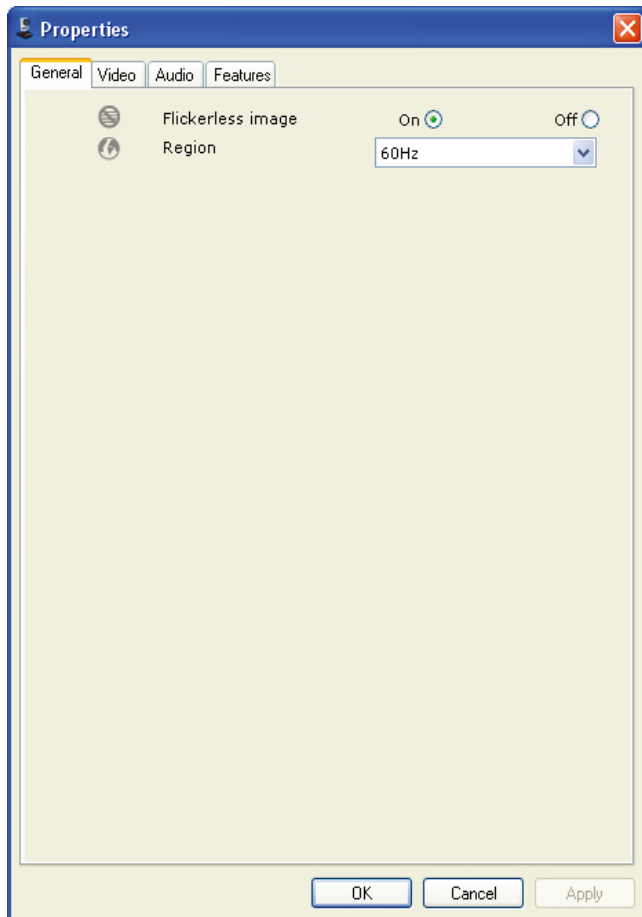 Properties
General Video Audio Features
Flickerless image On Off
Region 60Hz
OK Cancel Apply